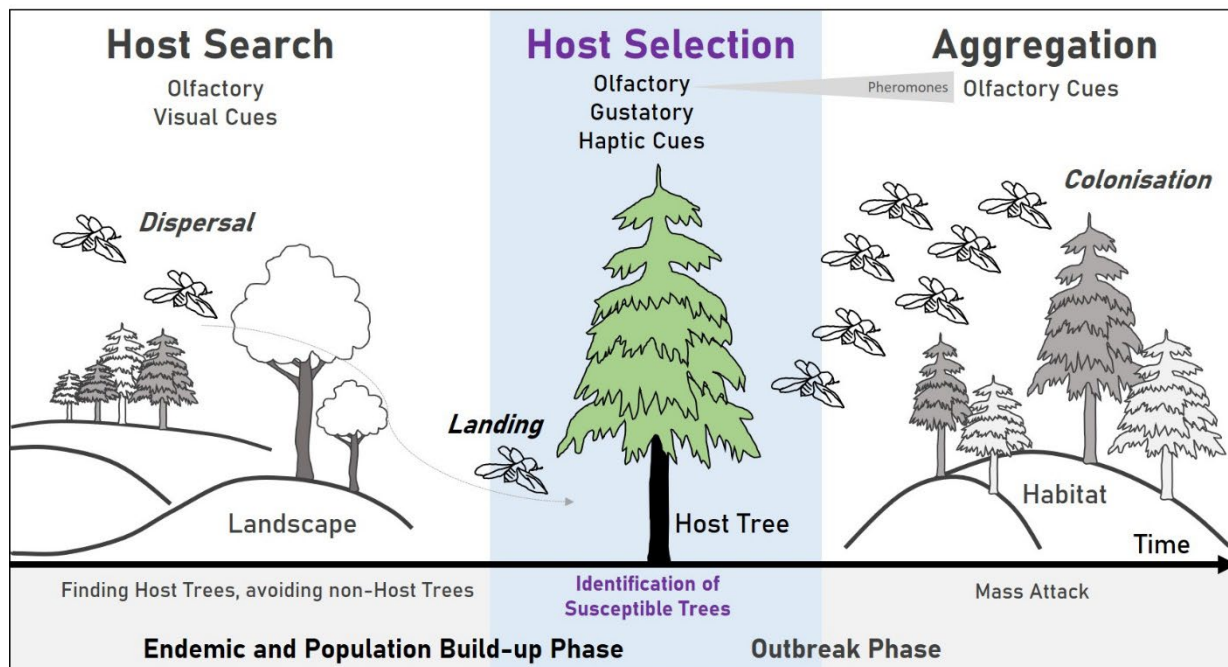 Host Search
Olfactory
Visual Cues
Dispersal
Landscape
Finding Host Trees, avoiding non-Host Trees
Host Selection
Olfactory
Gustatory
Haptic Cues
Landing
Host Tree
Identification of
Susceptible Trees
Aggregation
Pheromones
Olfactory Cues
Colonisation
Habitat
Time
Mass Attack
Endemic and Population Build-up Phase
Outbreak Phase